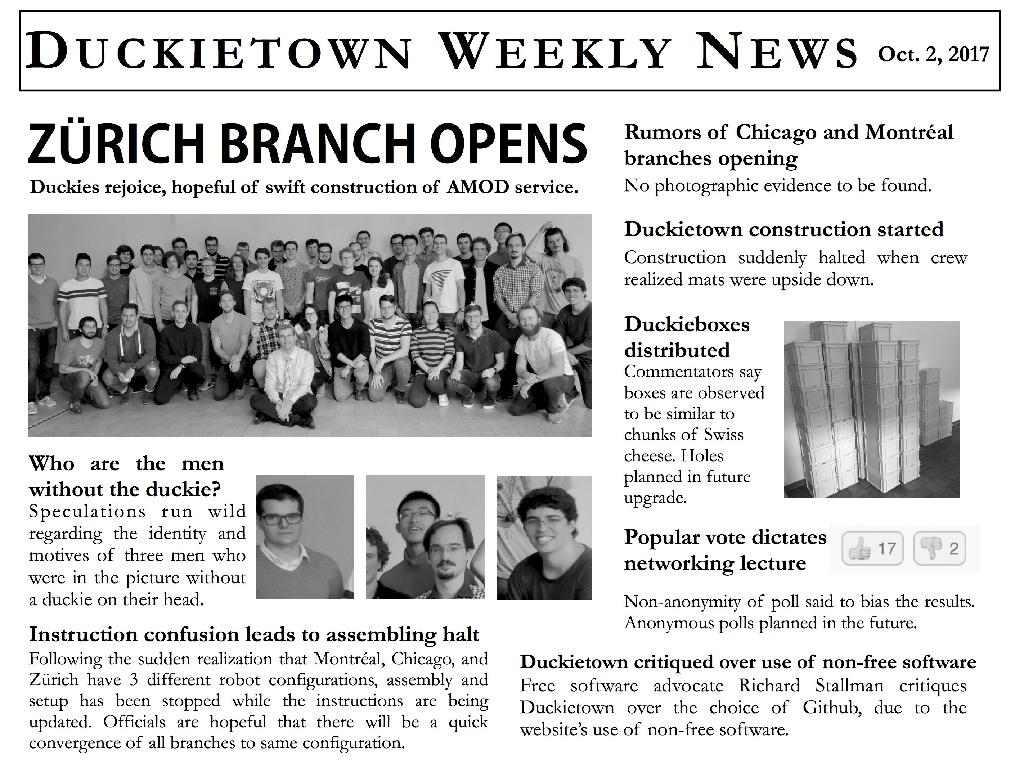 DUCKIETOWN WEEKLY NEWS Oct. 2, 2017
ZÜRICH BRANCH OPENS
Duckies rejoice, hopeful of swift construction of AMOD service.
Who are the men
without the duckie?
Speculations run wild
regarding the identity and
motives of three men who
were in the picture without
a duckie on their head.
Instruction confusion leads to assembling halt
Following the sudden realization that Montréal, Chicago, and
Zürich have 3 different robot configurations, assembly and
setup has been stopped while the instructions are being
updated. Officials are hopeful that there will be a quick
convergence of all branches to same configuration.
Rumors of Chicago and Montréal
branches opening
No photographic evidence to be found.
Duckietown construction started
Construction suddenly halted when crew
realized mats were upside down.
Duckieboxes
distributed
Commentators say
boxes are observed
to be similar to
chunks of Swiss
cheese. Holes
planned in future
upgrade.
Popular vote dictates
networking lecture
17 2
Non-anonymity of poll said to bias the results.
Anonymous polls planned in the future.
Duckietown critiqued over use of non-free software
Free software advocate Richard Stallman critiques
Duckietown over the choice of Github, due to the
website's use of non-free software.